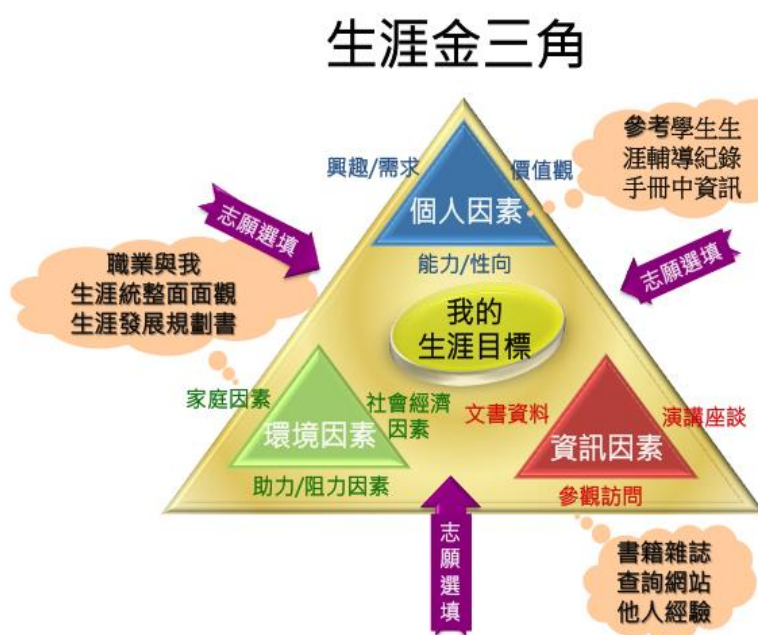 生涯金三角
參考學生生
涯輔導紀錄
手冊中資訊
興趣/需求
價值觀
個人因素
能力/性向
志願選填
志願選填
職業與我
生涯統整面面觀
生涯發展規劃書
我的
生涯目標
家庭因素
社會經濟
因素
環境因素
助力/阻力因素
文書資料
演講座談
資訊因素
參觀訪問
志願選填
書籍雜誌
查詢網站
他人經驗